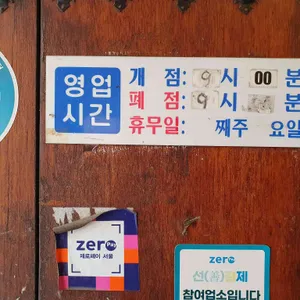 영업
시간
개 점: 9 시 00 분
폐 점: 9 시 분
휴무일: 째주 요일
zero Pay
제로페이 서울
zero
선(善)결제
참여업소입니다